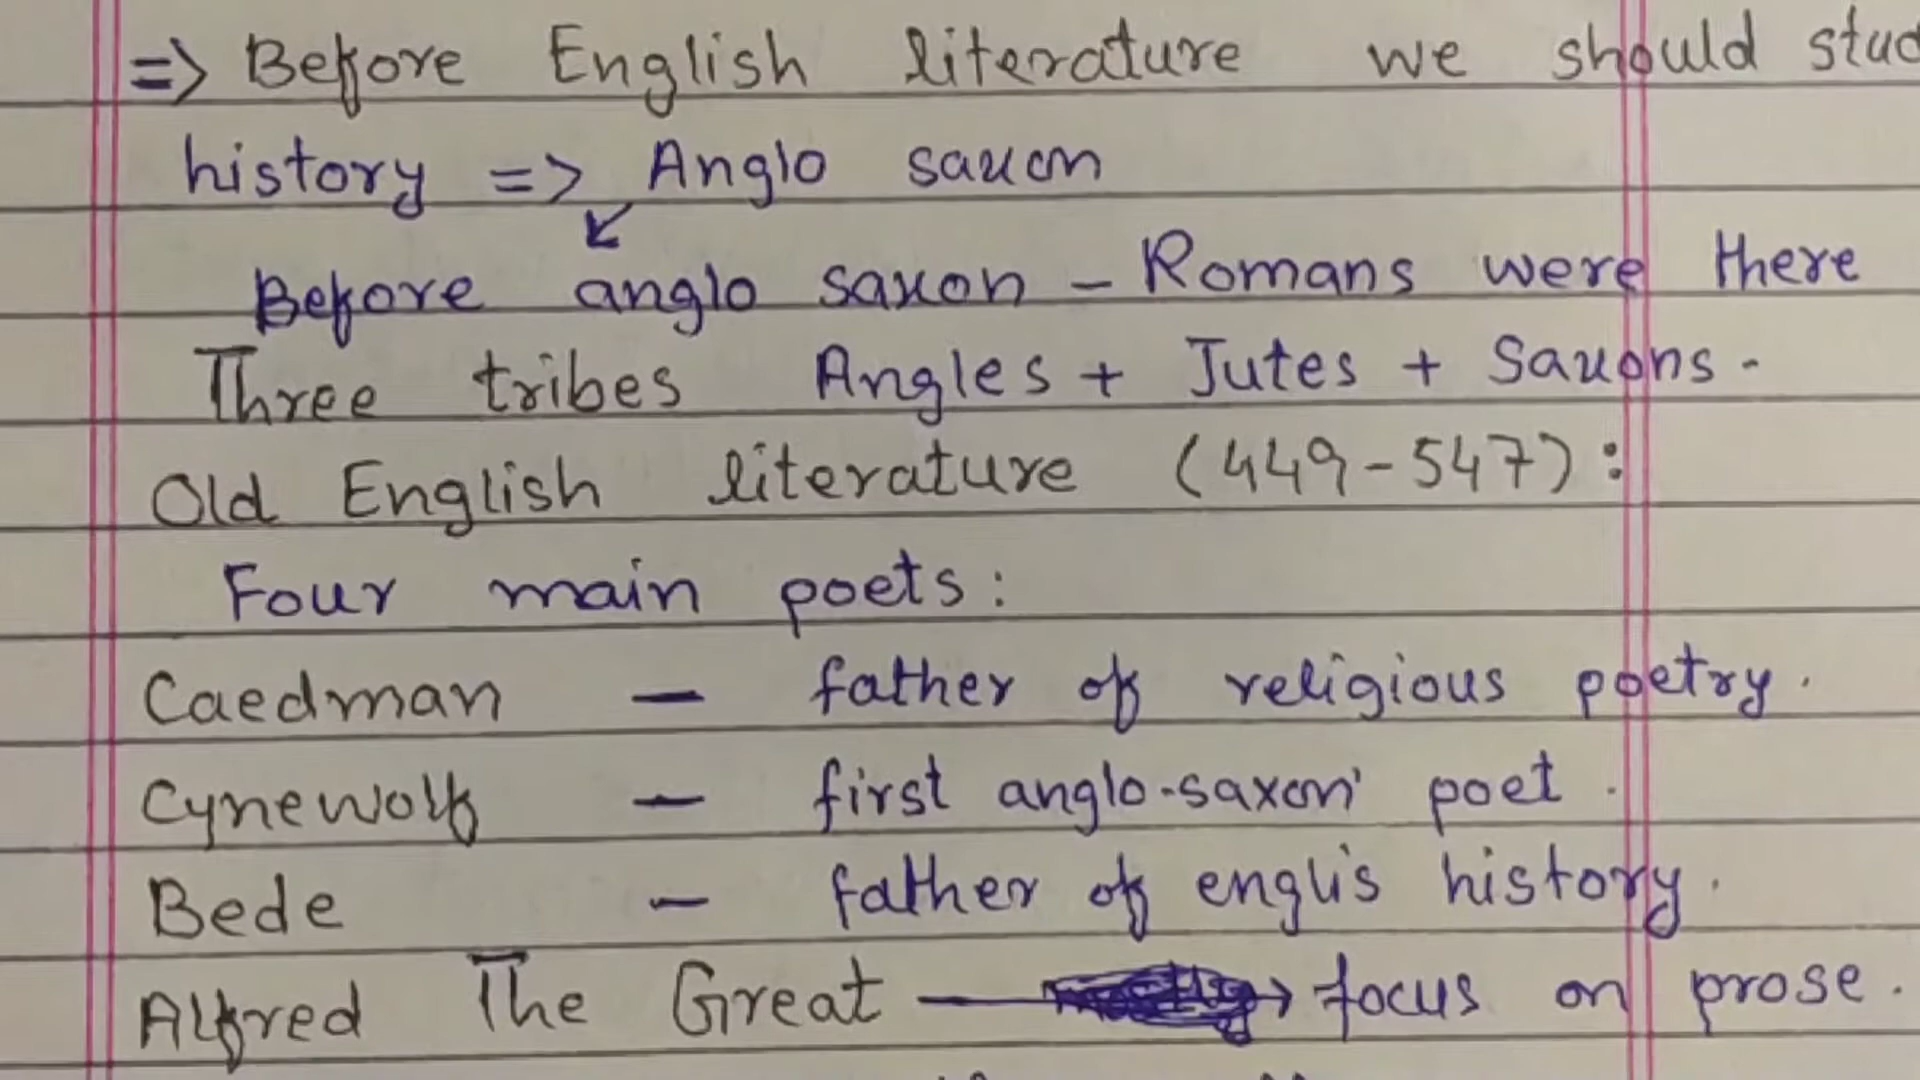 => Before English literature we should stud
history => Anglo saxon
Before anglo saxon - Romans were there
Three tribes Angles + Jutes + Saxons.
Old English literature (449-547):
Four main poets:
Caedman - father of religious poetry.
Cynewolf - first anglo-saxon poet.
Bede - father of englis history.
Alfred The Great → focus on prose.